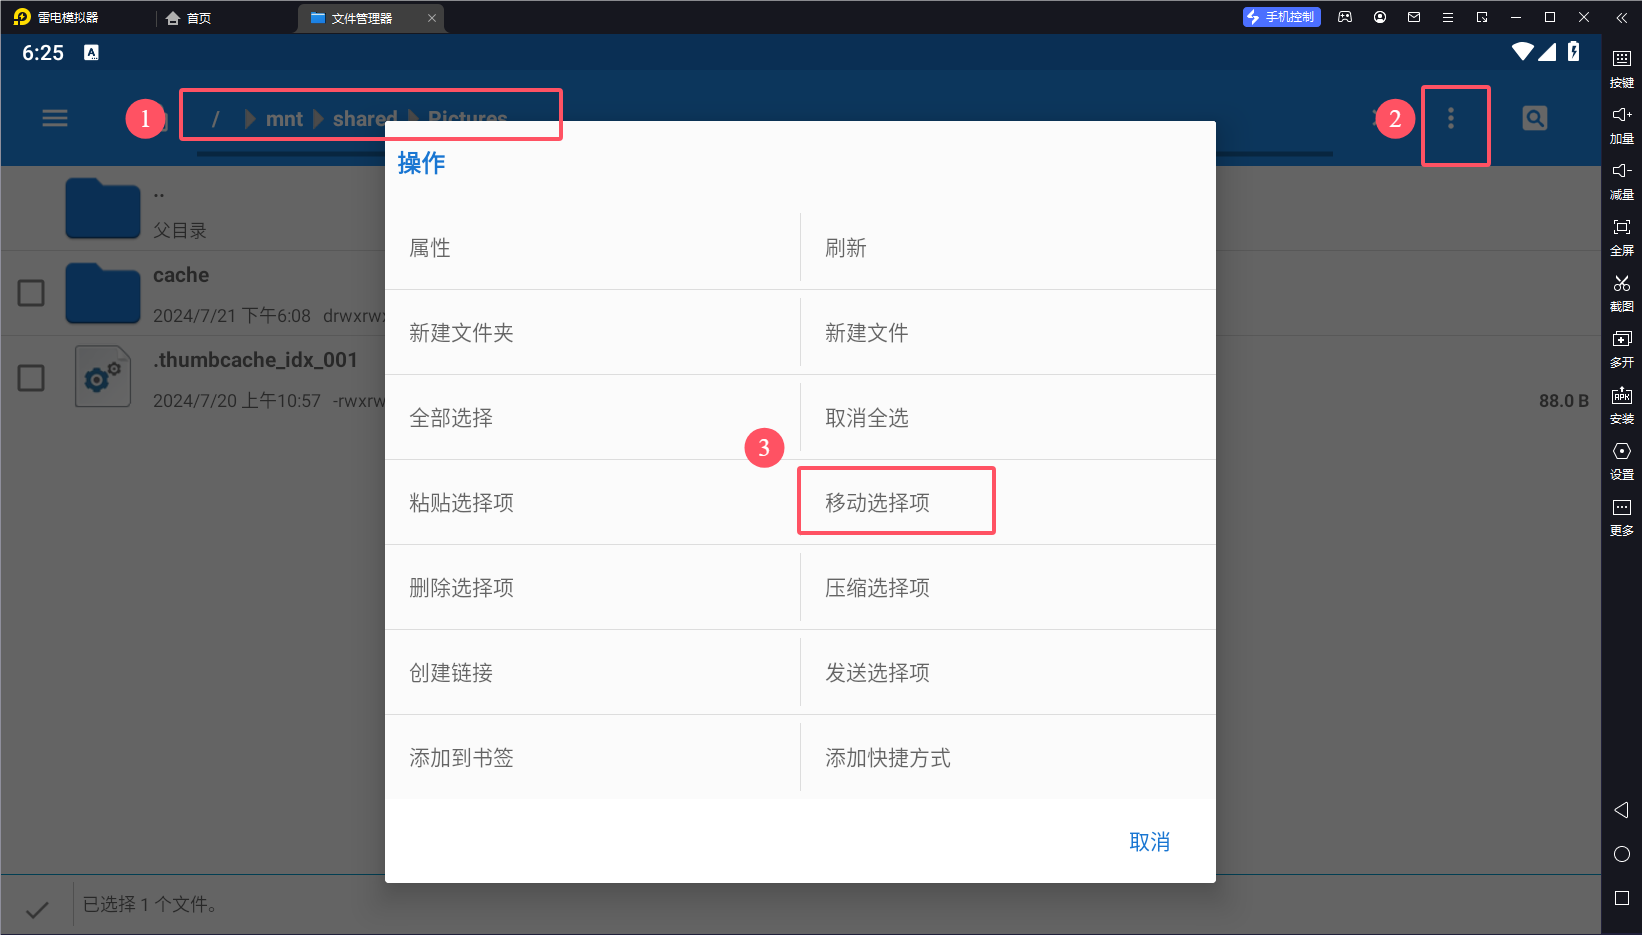 雷电模拟器
首页
文件管理器
手机控制
6:25
A
1
/ mnt shared Pictures
2
操作
属性
刷新
新建文件夹
新建文件
全部选择
取消全选
3
粘贴选择项
移动选择项
删除选择项
压缩选择项
创建链接
发送选择项
添加到书签
添加快捷方式
取消
..
父目录
cache
2024/7/21 下午6:08 drwxrwx
.thumbcache_idx_001
2024/7/20 上午10:57 -rwxrw
88.0 B
已选择 1 个文件。
按键
加量
减量
全屏
截图
多开
APK
安装
设置
更多